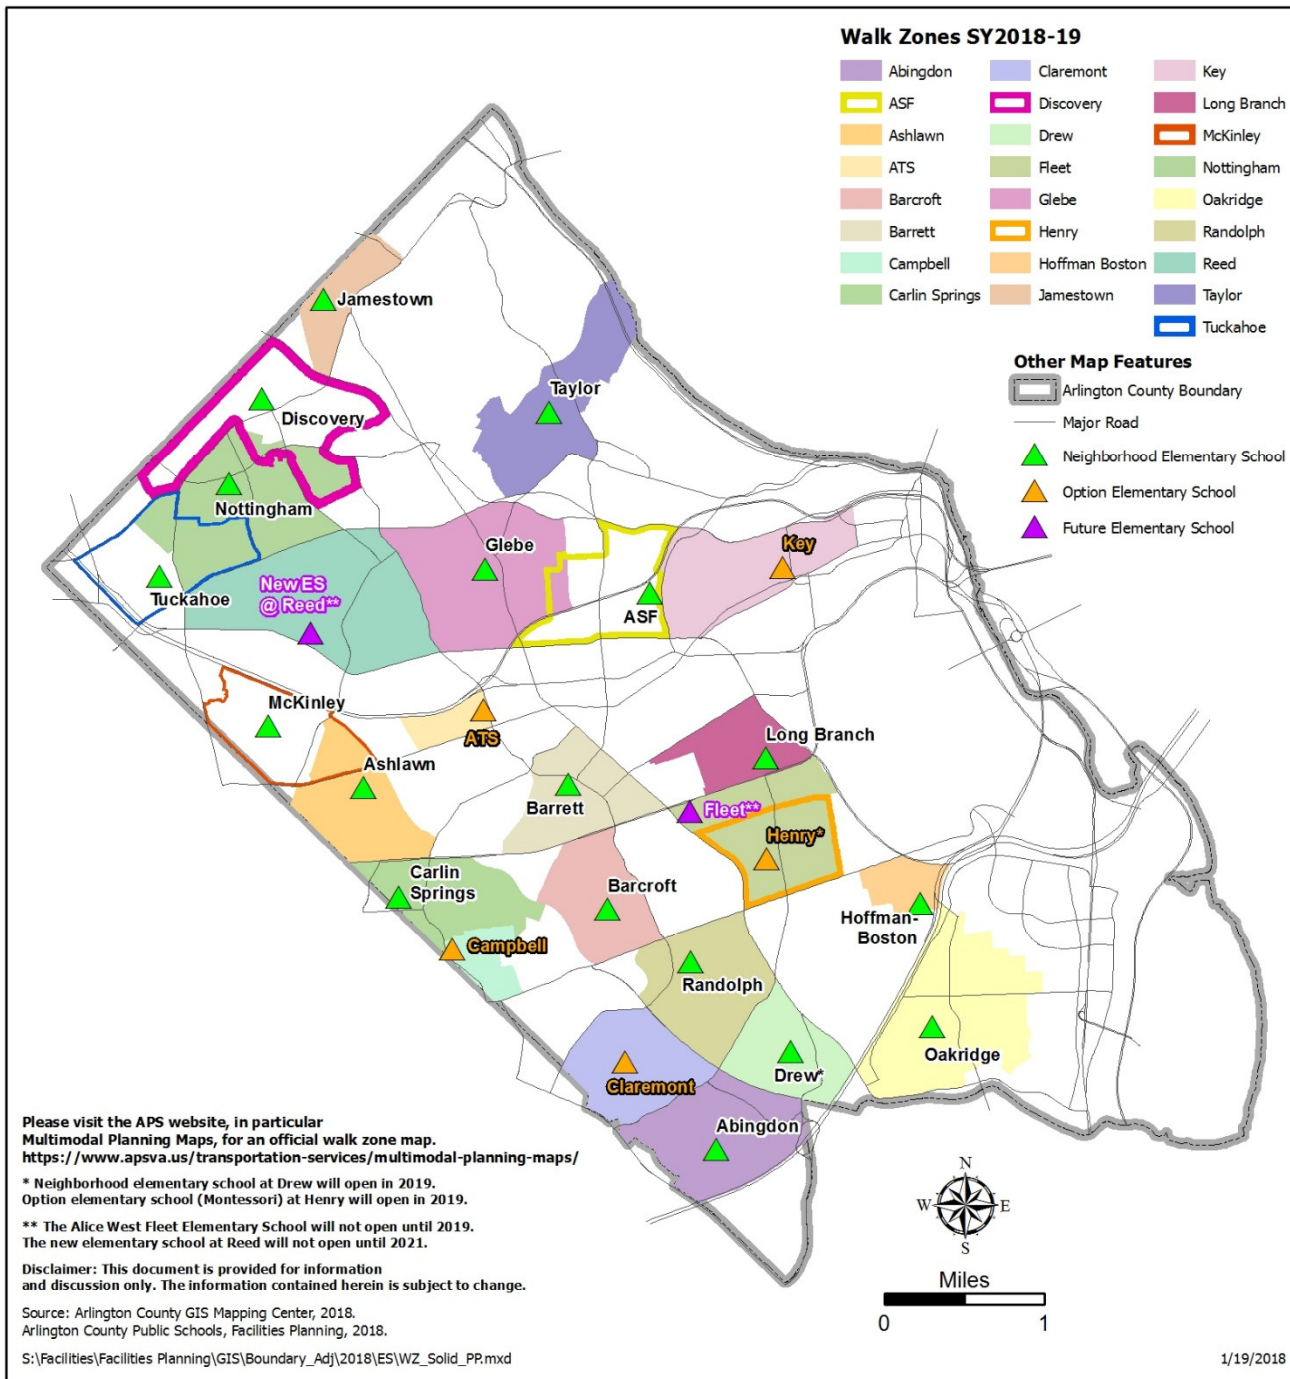 Walk Zones SY2018-19
Abingdon
ASF
Ashlawn
ATS
Barcroft
Barrett
Campbell
Carlin Springs
Claremont
Discovery
Drew
Fleet
Glebe
Henry
Hoffman Boston
Jamestown
Key
Long Branch
McKinley
Nottingham
Oakridge
Randolph
Reed
Taylor
Tuckahoe
Other Map Features
Arlington County Boundary
Major Road
Neighborhood Elementary School
Option Elementary School
Future Elementary School
Jamestown
Taylor
Discovery
Nottingham
Glebe
Key
New ES
@ Reed**
Tuckahoe
ASF
McKinley
ATS
Long Branch
Ashlawn
Barrett
Fleet**
Henry*
Carlin
Springs
Barcroft
Hoffman-
Boston
Campbell
Randolph
Oakridge
Drew*
Claremont
Abingdon
Please visit the APS website, in particular
Multimodal Planning Maps, for an official walk zone map.
https://www.apsva.us/transportation-services/multimodal-planning-maps/
* Neighborhood elementary school at Drew will open in 2019.
Option elementary school (Montessori) at Henry will open in 2019.
** The Alice West Fleet Elementary School will not open until 2019.
The new elementary school at Reed will not open until 2021.
Disclaimer: This document is provided for information
and discussion only. The information contained herein is subject to change.
Source: Arlington County GIS Mapping Center, 2018.
Arlington County Public Schools, Facilities Planning, 2018.
S:\Facilities\Facilities Planning\GIS\Boundary_Adj\2018\ES\WZ_Solid_PP.mxd
N
W E
S
Miles
0 1
1/19/2018